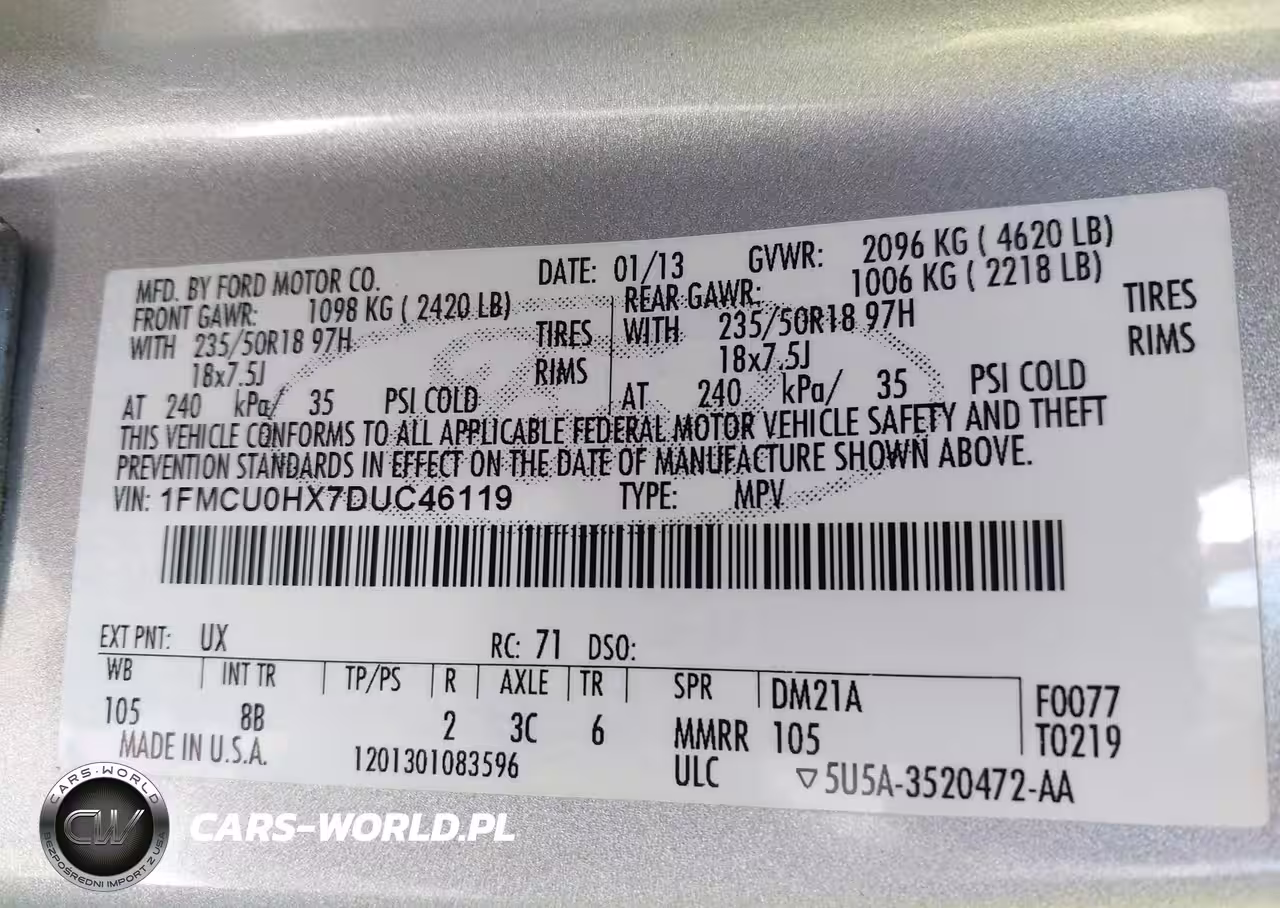 MFD. BY FORD MOTOR CO. DATE: 01/13 GVWR: 2096 KG ( 4620 LB)
FRONT GAWR: 1098 KG ( 2420 LB) REAR GAWR: 1006 KG ( 2218 LB)
WITH 235/50R18 97H TIRES WITH 235/50R18 97H TIRES
18x7.5J RIMS 18x7.5J RIMS
AT 240 kPa/ 35 PSI COLD AT 240 kPa/ 35 PSI COLD
THIS VEHICLE CONFORMS TO ALL APPLICABLE FEDERAL MOTOR VEHICLE SAFETY AND THEFT
PREVENTION STANDARDS IN EFFECT ON THE DATE OF MANUFACTURE SHOWN ABOVE.
VIN: 1FMCU0HX7DUC46119 TYPE: MPV
EXT PNT: UX RC: 71 DSO:
WB INT TR TP/PS R AXLE TR SPR DM21A F0077
105 8B 2 3C 6 MMRR 105 T0219
MADE IN U.S.A. 1201301083596 ULC ▽5U5A-3520472-AA
CARS-WORLD
CW
BEZPOŚREDNI IMPORT Z USA
CARS-WORLD.PL